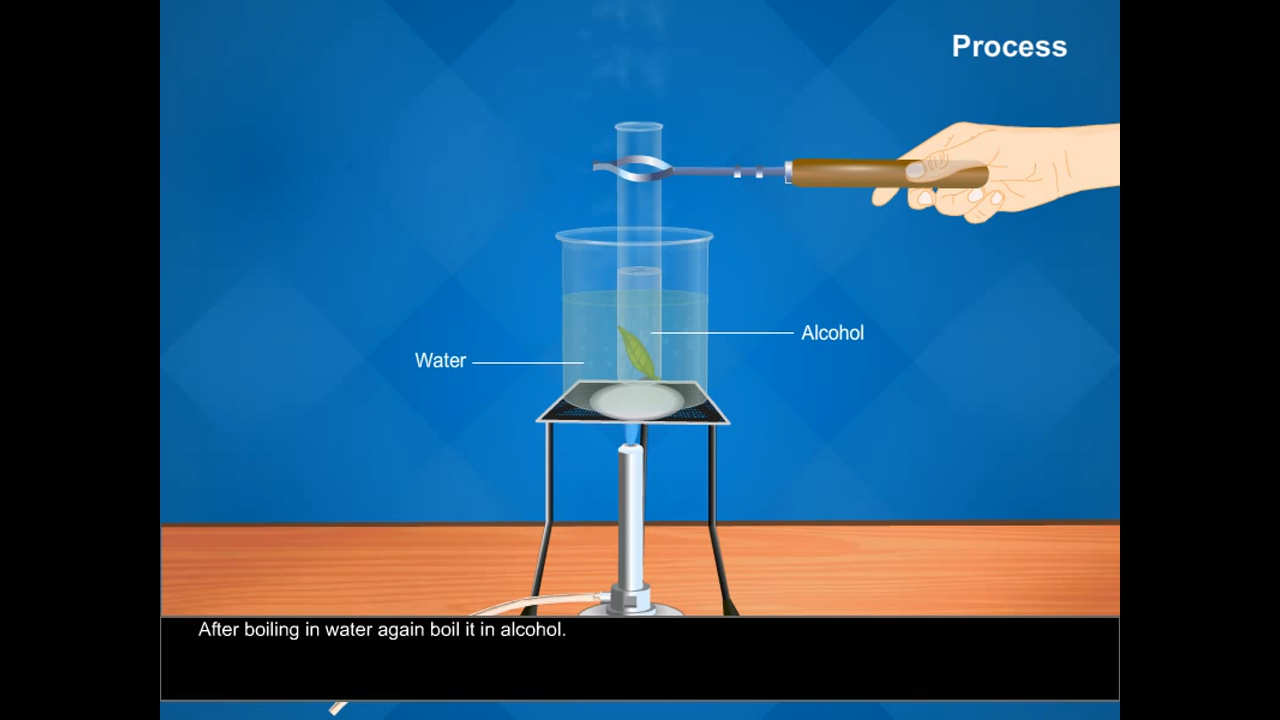 Process
Alcohol
Water
After boiling in water again boil it in alcohol.